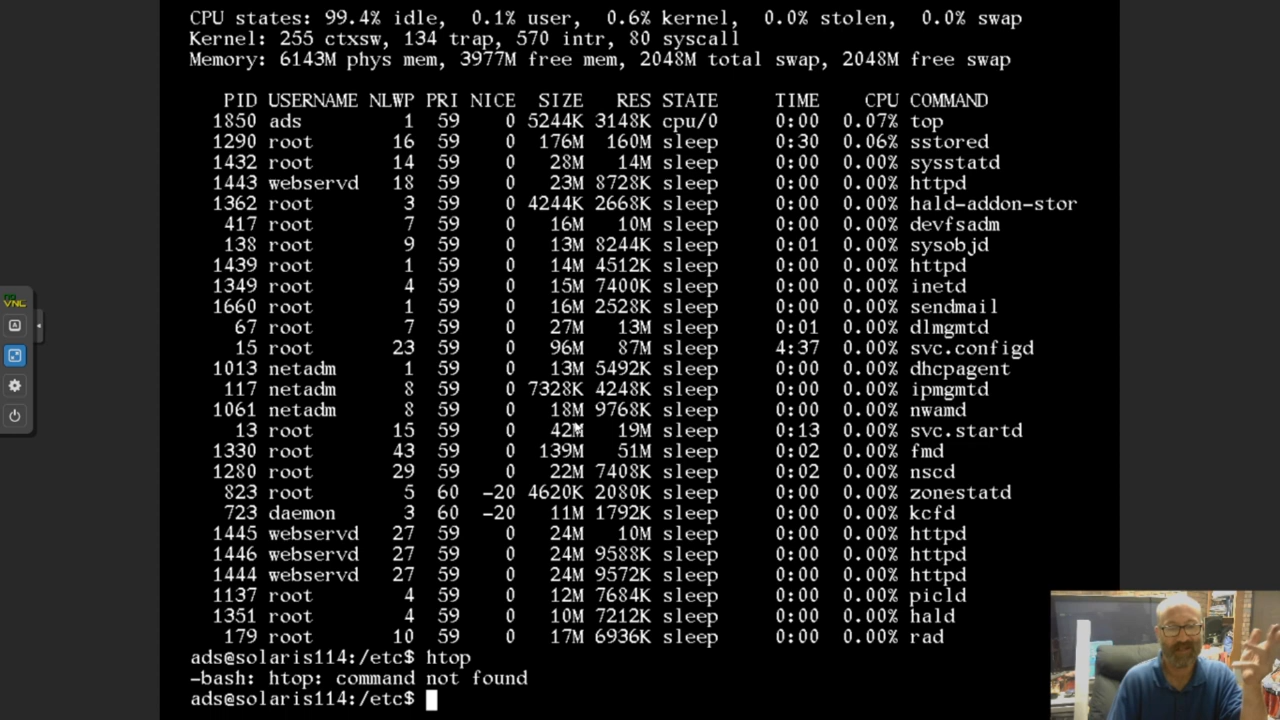 CPU states: 99.4% idle, 0.1% user, 0.6% kernel, 0.0% stolen, 0.0% swap
Kernel: 255 ctxsw, 134 trap, 570 intr, 80 syscall
Memory: 6143M phys mem, 3977M free mem, 2048M total swap, 2048M free swap
PID USERNAME NLWP PRI NICE SIZE RES STATE TIME CPU COMMAND
1850 ads 1 59 0 5244K 3148K cpu/0 0:00 0.07% top
1290 root 16 59 0 176M 160M sleep 0:30 0.06% sstored
1432 root 14 59 0 28M 14M sleep 0:00 0.00% sysstatd
1443 webservd 18 59 0 23M 8728K sleep 0:00 0.00% httpd
1362 root 3 59 0 4244K 2668K sleep 0:00 0.00% hald-addon-stor
417 root 7 59 0 16M 10M sleep 0:00 0.00% devfsadm
138 root 9 59 0 13M 8244K sleep 0:01 0.00% sysobjd
1439 root 1 59 0 14M 4512K sleep 0:00 0.00% httpd
1349 root 4 59 0 15M 7400K sleep 0:00 0.00% inetd
1660 root 1 59 0 16M 2528K sleep 0:00 0.00% sendmail
67 root 7 59 0 27M 13M sleep 0:01 0.00% dlmgmtd
15 root 23 59 0 96M 87M sleep 4:37 0.00% svc.configd
1013 netadm 1 59 0 13M 5492K sleep 0:00 0.00% dhcpagent
117 netadm 8 59 0 7328K 4248K sleep 0:00 0.00% ipmgmtd
1061 netadm 8 59 0 18M 9768K sleep 0:00 0.00% nwamd
13 root 15 59 0 42M 19M sleep 0:13 0.00% svc.startd
1330 root 43 59 0 139M 51M sleep 0:02 0.00% fmd
1280 root 29 59 0 22M 7408K sleep 0:02 0.00% nscd
823 root 5 60 -20 4620K 2080K sleep 0:00 0.00% zonestatd
723 daemon 3 60 -20 11M 1792K sleep 0:00 0.00% kcfd
1445 webservd 27 59 0 24M 10M sleep 0:00 0.00% httpd
1446 webservd 27 59 0 24M 9588K sleep 0:00 0.00% httpd
1444 webservd 27 59 0 24M 9572K sleep 0:00 0.00% httpd
1137 root 4 59 0 12M 7684K sleep 0:00 0.00% picld
1351 root 4 59 0 10M 7212K sleep 0:00 0.00% hald
179 root 10 59 0 17M 6936K sleep 0:00 0.00% rad
ads@solaris114:/etc$ htop
-bash: htop: command not found
ads@solaris114:/etc$
no
VNC
A